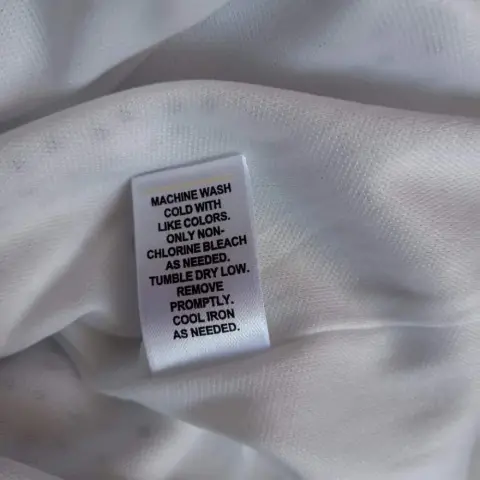 MACHINE WASH
COLD WITH
LIKE COLORS.
ONLY NON-
CHLORINE BLEACH
AS NEEDED.
TUMBLE DRY LOW.
REMOVE
PROMPTLY.
COOL IRON
AS NEEDED.